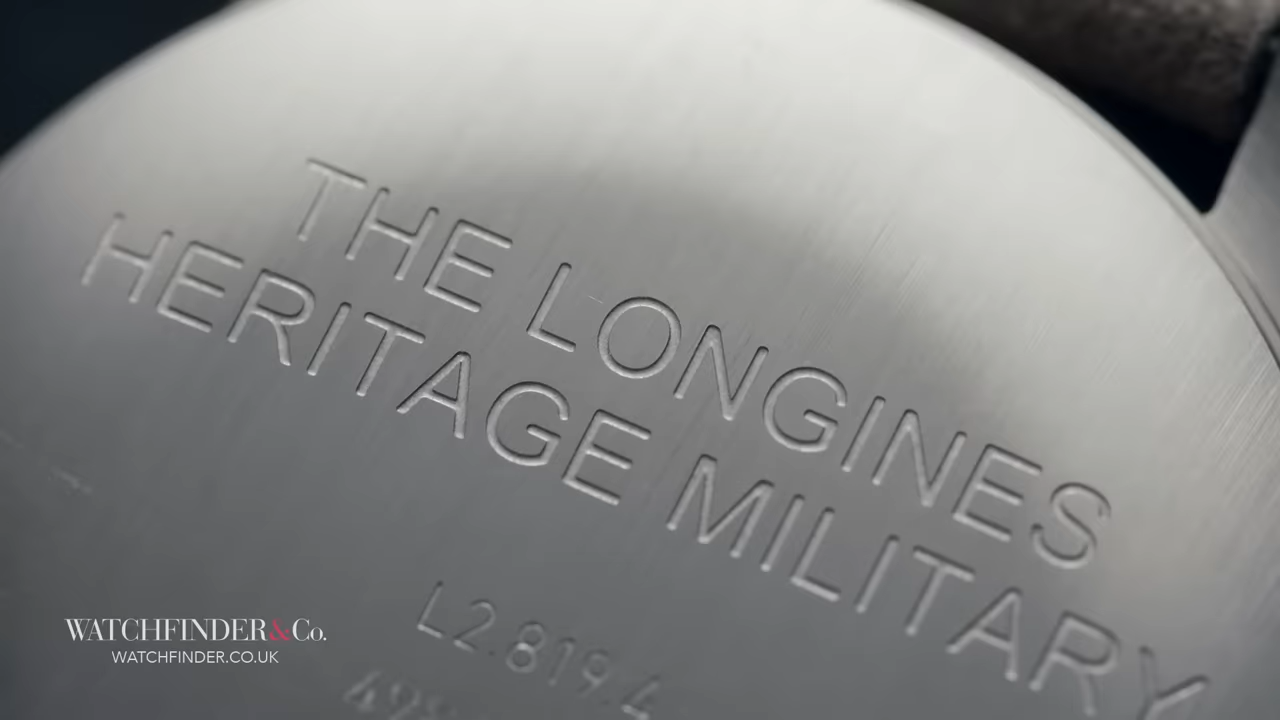 THE LONGINES
HERITAGE MILITARY
L2.819.4
WATCHFINDER&Co.
WATCHFINDER.CO.UK